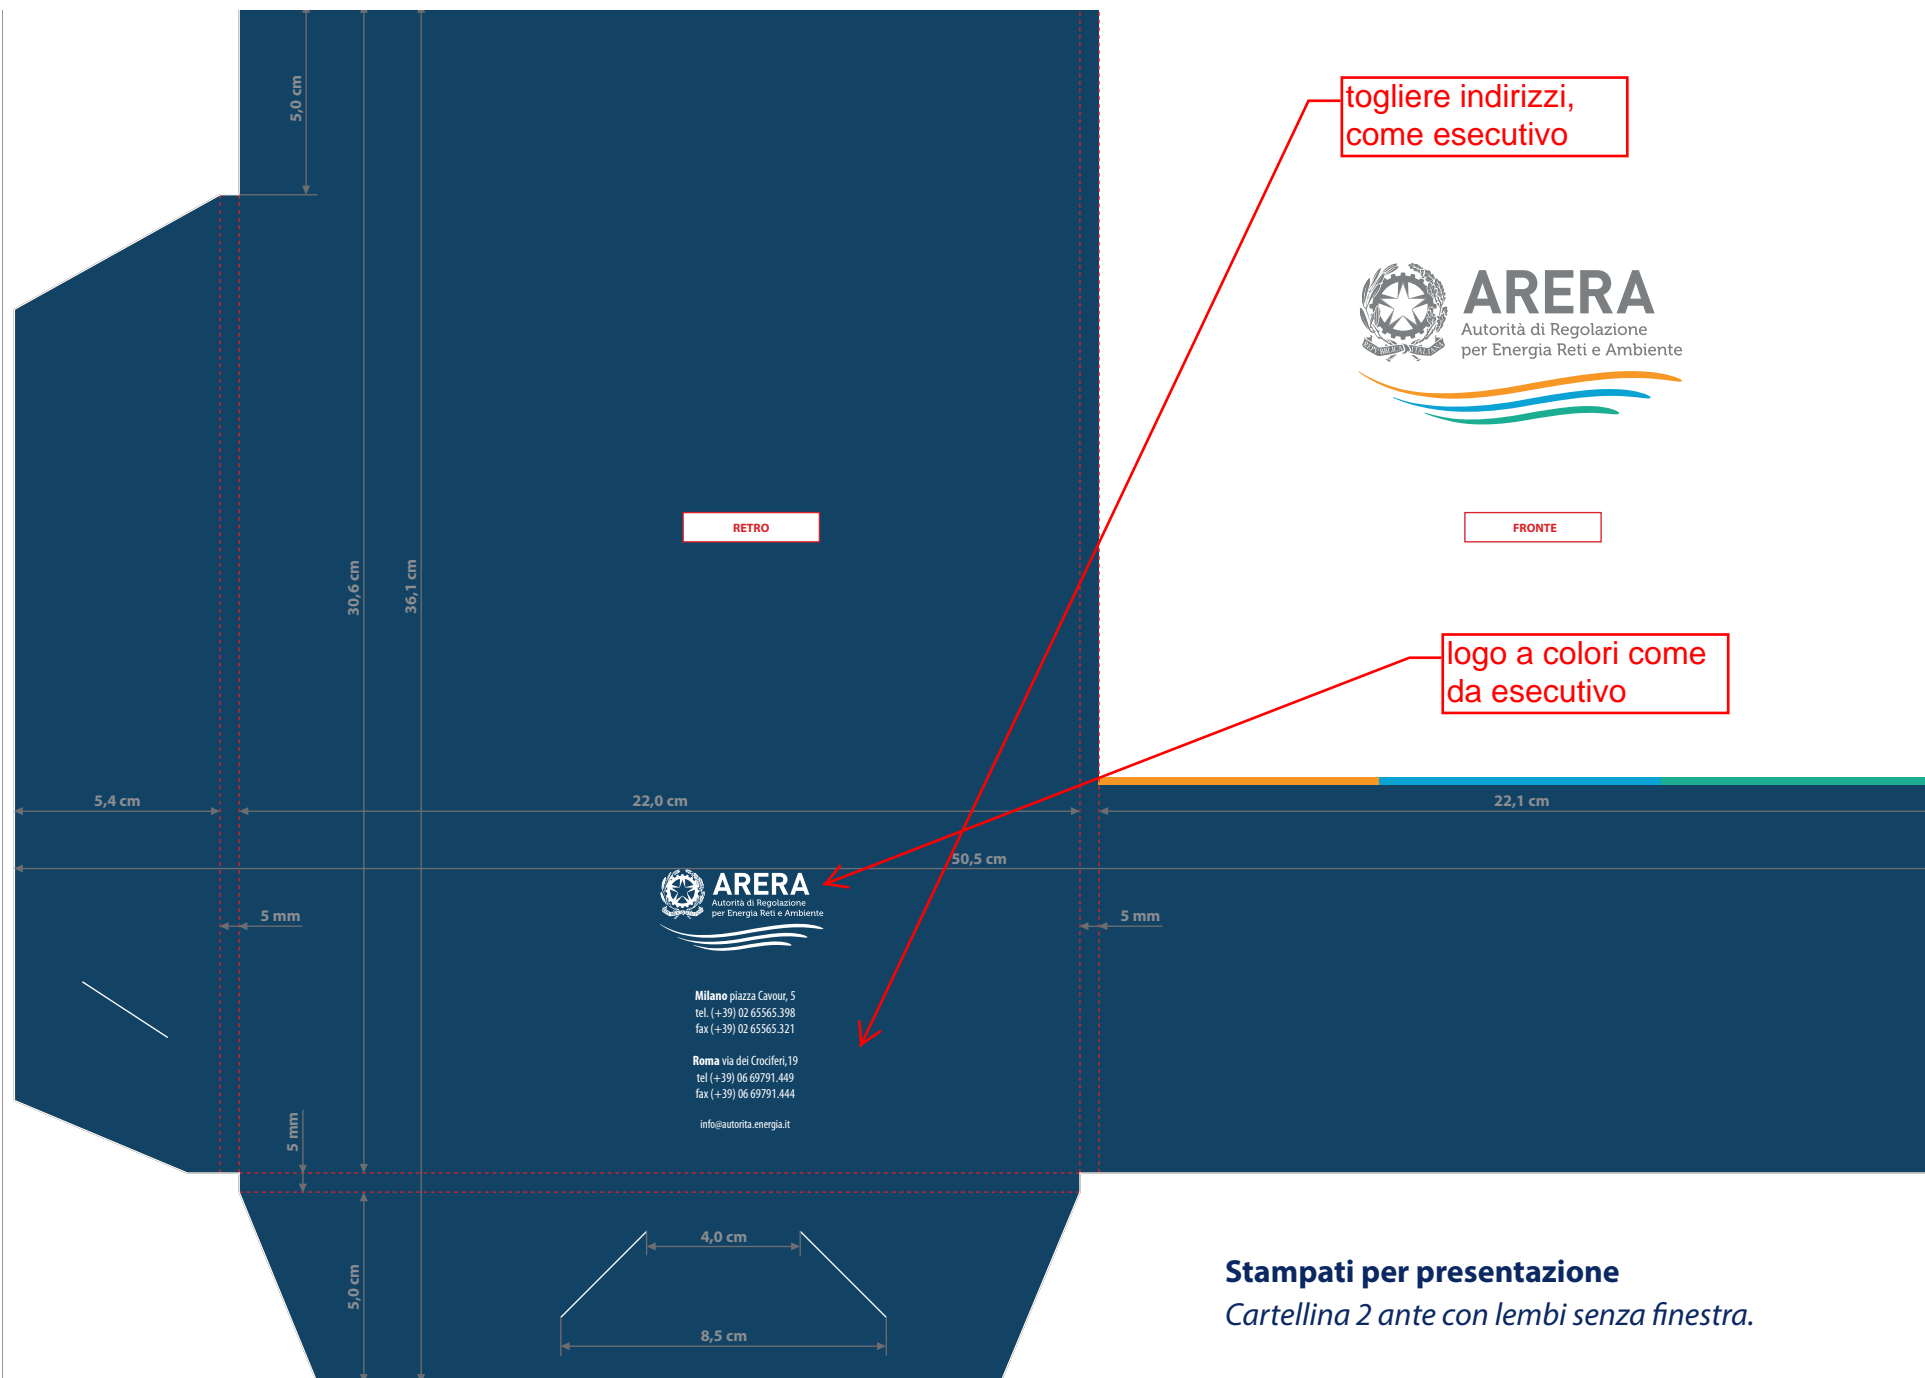 5,0 cm
togliere indirizzi,
come esecutivo
ARERA
Autorità di Regolazione
per Energia Reti e Ambiente
REPVBBLICA ITALIANA
RETRO
FRONTE
30,6 cm
36,1 cm
logo a colori come
da esecutivo
5,4 cm
22,0 cm
22,1 cm
50,5 cm
ARERA
Autorità di Regolazione
per Energia Reti e Ambiente
5 mm
5 mm
Milano piazza Cavour, 5
tel. (+39) 02 65565.398
fax (+39) 02 65565.321
Roma via dei Crociferi,19
tel (+39) 06 69791.449
fax (+39) 06 69791.444
info@autorita.energia.it
5 mm
4,0 cm
5,0 cm
8,5 cm
Stampati per presentazione
Cartellina 2 ante con lembi senza finestra.